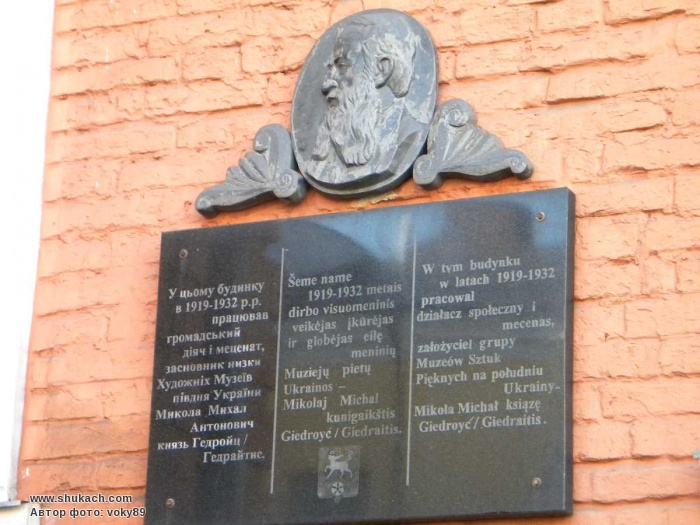 У цьому будинку
в 1919-1932 р.р.
працював
громадський
діяч і меценат,
засновник низки
Художніх Музеїв
півдня України
Микола Михал
Антонович
князь Гедройц /
Гедрайтис.
Šeme name
1919-1932 metais
dirbo visuomeninis
veikėjas įkūrėjas
ir globėjas eilę
meninių
Muziejų pietų
Ukrainos –
Mikolaj Michal
kunigaikštis
Giedroyć / Giedraitis.
W tym budynku
w latach 1919-1932
pracowal
działacz społeczny i
mecenas,
założyciel grupy
Muzeów Sztuk
Pięknych na południu
Ukrainy-
Mikoła Michał książę
Giedroyć / Giedraitis.
www.shukach.com
Автор фото: voky89